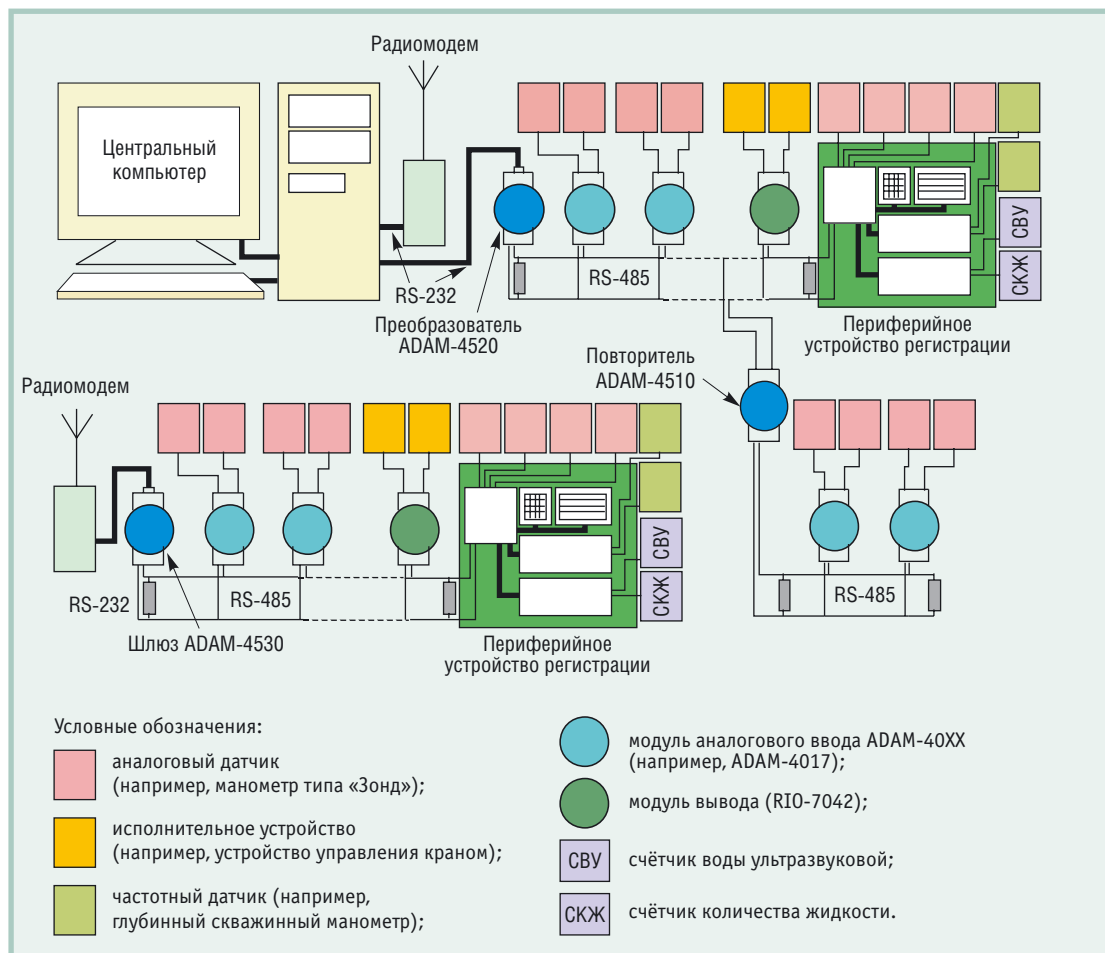 Радиомодем
Центральный
компьютер
RS-232
Преобразователь
ADAM-4520
RS-485
СВУ
СКЖ
Периферийное
устройство регистрации
Повторитель
ADAM-4510
RS-485
Радиомодем
RS-232
RS-485
СВУ
СКЖ
Шлюз ADAM-4530
Периферийное
устройство регистрации
Условные обозначения:
аналоговый датчик
(например, манометр типа «Зонд»);
исполнительное устройство
(например, устройство управления краном);
частотный датчик (например,
глубинный скважинный манометр);
модуль аналогового ввода ADAM-40XX
(например, ADAM-4017);
модуль вывода (RIO-7042);
СВУ счётчик воды ультразвуковой;
СКЖ счётчик количества жидкости.